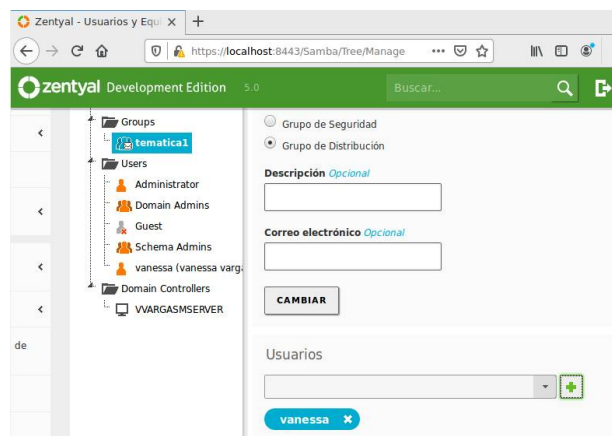 Zentyal - Usuarios y Equi
https://localhost:8443/Samba/Tree/Manage
zentyal Development Edition 5.0 Buscar...
Groups
tematica1
Users
Administrator
Domain Admins
Guest
Schema Admins
vanessa (vanessa varga
Domain Controllers
VVARGASMSERVER
de
Grupo de Seguridad
Grupo de Distribución
Descripción Opcional
Correo electrónico Opcional
CAMBIAR
Usuarios
vanessa